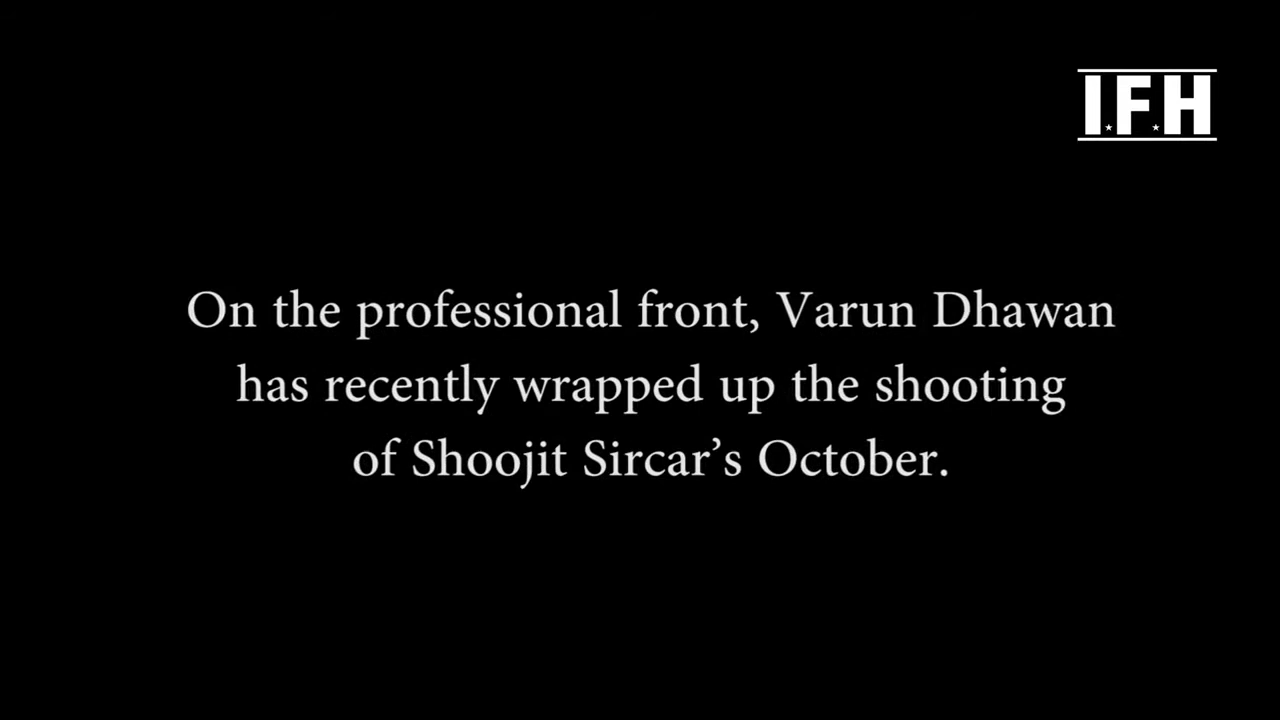 I.F.H
On the professional front, Varun Dhawan
has recently wrapped up the shooting
of Shoojit Sircar’s October.